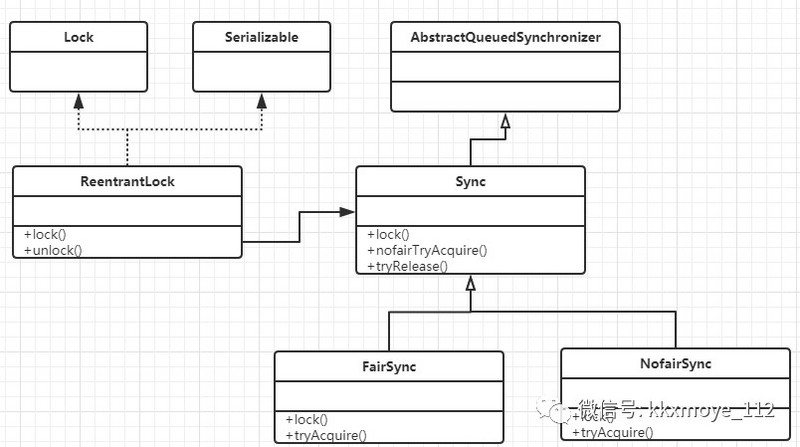 Lock
Serializable
AbstractQueuedSynchronizer
ReentrantLock
+lock()
+unlock()
Sync
+lock()
+nofairTryAcquire()
+tryRelease()
FairSync
+lock()
+tryAcquire()
NofairSync
+lock()
+tryAcquire()
微信号: kkxmoye_112